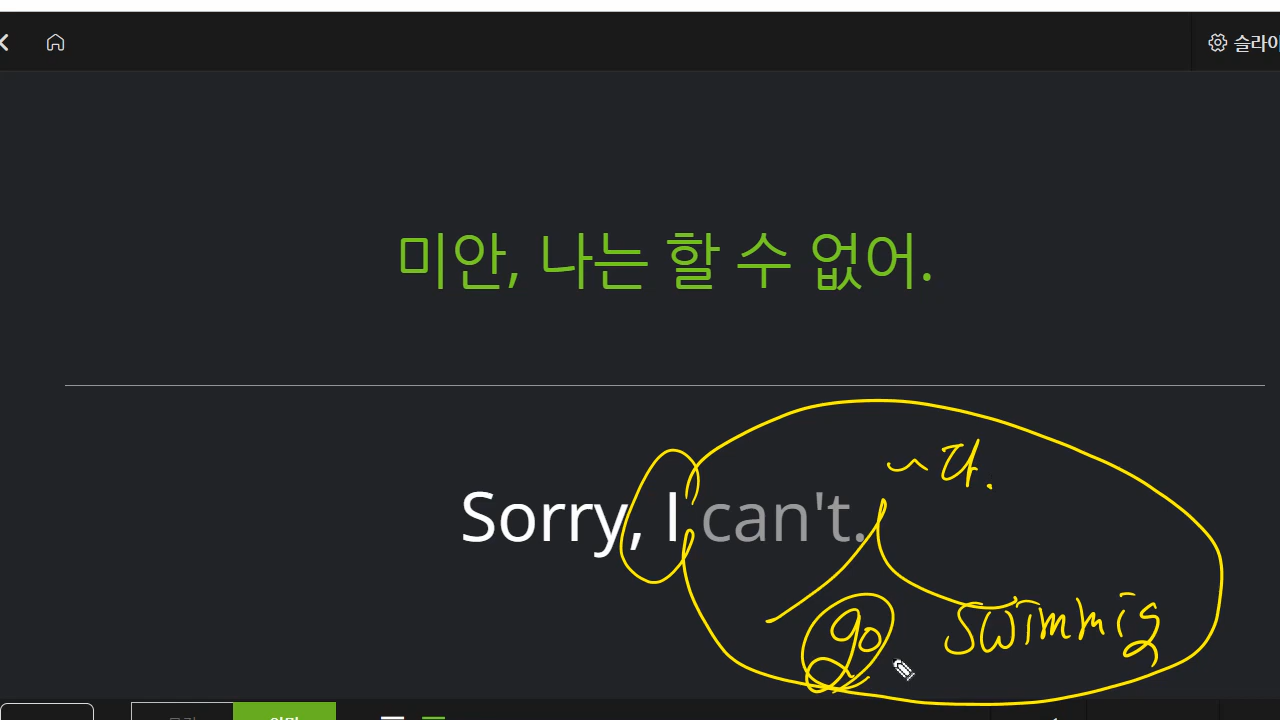 슬라이
미안, 나는 할 수 없어.
~다.
Sorry, I can't.
go swimmig